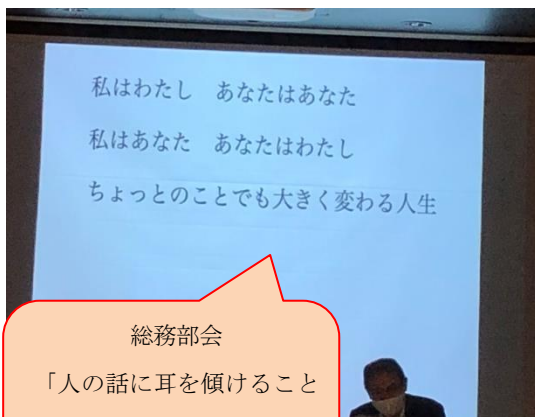 私はわたし　あなたはあなた
私はあなた　あなたはわたし
ちょっとのことでも大きく変わる人生
総務部会
「人の話に耳を傾けること